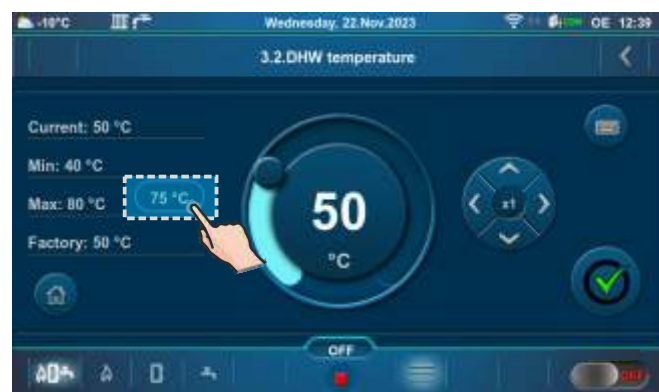 -10°C Wednesday, 22.Nov.2023 OE 12:39
3.2.DHW temperature
Current: 50 °C
Min: 40 °C
Max: 80 °C 75 °C
Factory: 50 °C
50
°C
x1
OFF
OFF